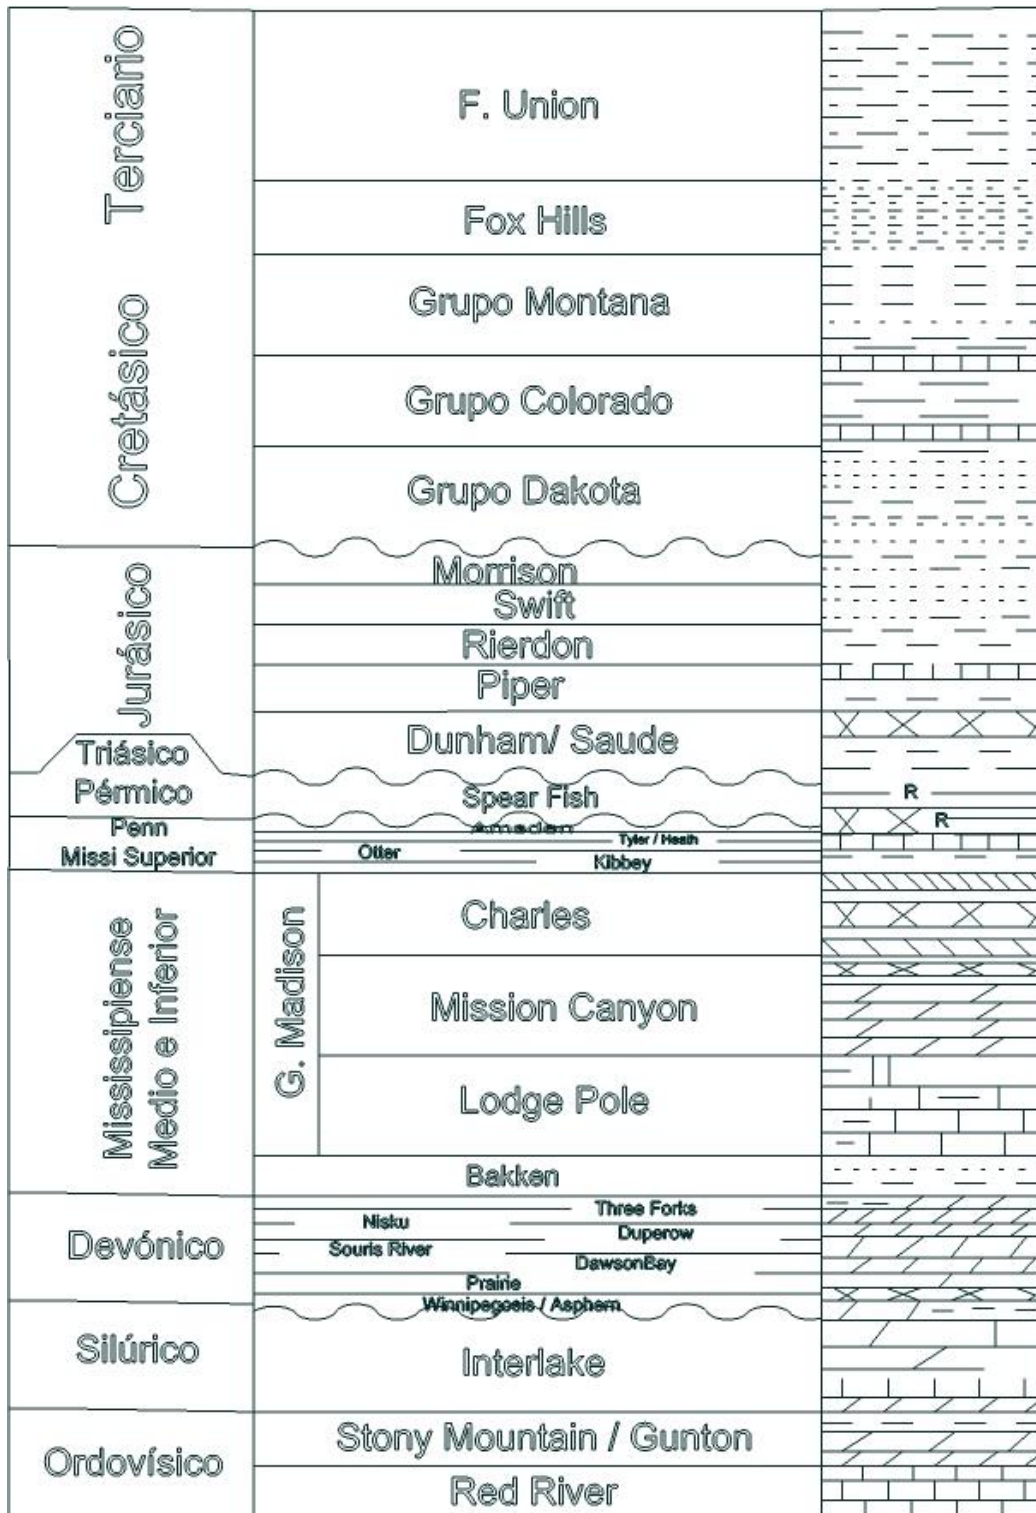 Terciario
F. Union
Fox Hills
Cretásico
Grupo Montana
Grupo Colorado
Grupo Dakota
Jurásico
Morrison
Swift
Rierdon
Piper
Dunham/ Saude
Triásico
Pérmico
Spear Fish
R
R
Penn
Missi Superior
Amsden
Tyler / Heath
Otter
Kibbey
Mississipiense
Medio e Inferior
G. Madison
Charles
Mission Canyon
Lodge Pole
Bakken
Devónico
Three Forks
Nisku
Duperow
Souris River
DawsonBay
Prairie
Winnipegosis / Asphern
Silúrico
Interlake
Ordovísico
Stony Mountain / Gunton
Red River